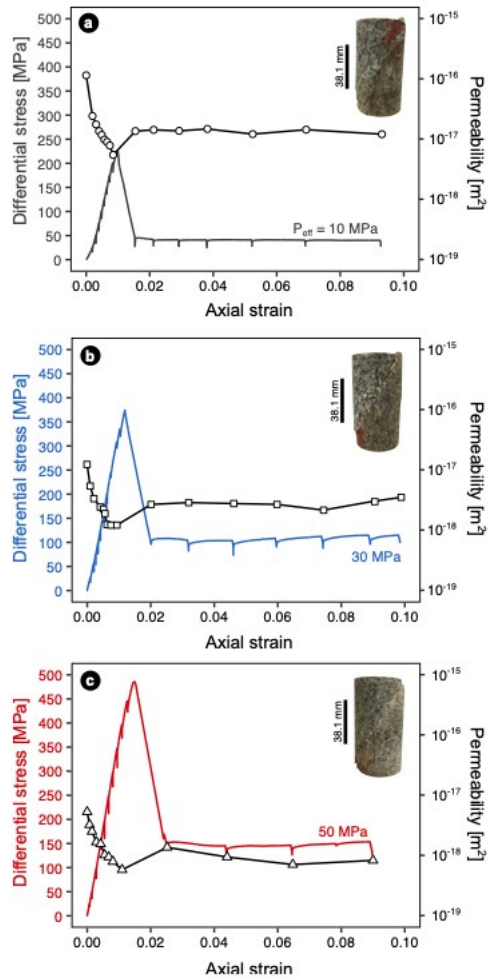 a
Differential stress [MPa]
500
450
400
350
300
250
200
150
100
50
0
38.1 mm
P_eff = 10 MPa
10⁻¹⁵
10⁻¹⁶
10⁻¹⁷
10⁻¹⁸
10⁻¹⁹
Permeability [m²]
0.00 0.02 0.04 0.06 0.08 0.10
Axial strain
b
Differential stress [MPa]
500
450
400
350
300
250
200
150
100
50
0
38.1 mm
30 MPa
10⁻¹⁵
10⁻¹⁶
10⁻¹⁷
10⁻¹⁸
10⁻¹⁹
Permeability [m²]
0.00 0.02 0.04 0.06 0.08 0.10
Axial strain
c
Differential stress [MPa]
500
450
400
350
300
250
200
150
100
50
0
38.1 mm
50 MPa
10⁻¹⁵
10⁻¹⁶
10⁻¹⁷
10⁻¹⁸
10⁻¹⁹
Permeability [m²]
0.00 0.02 0.04 0.06 0.08 0.10
Axial strain